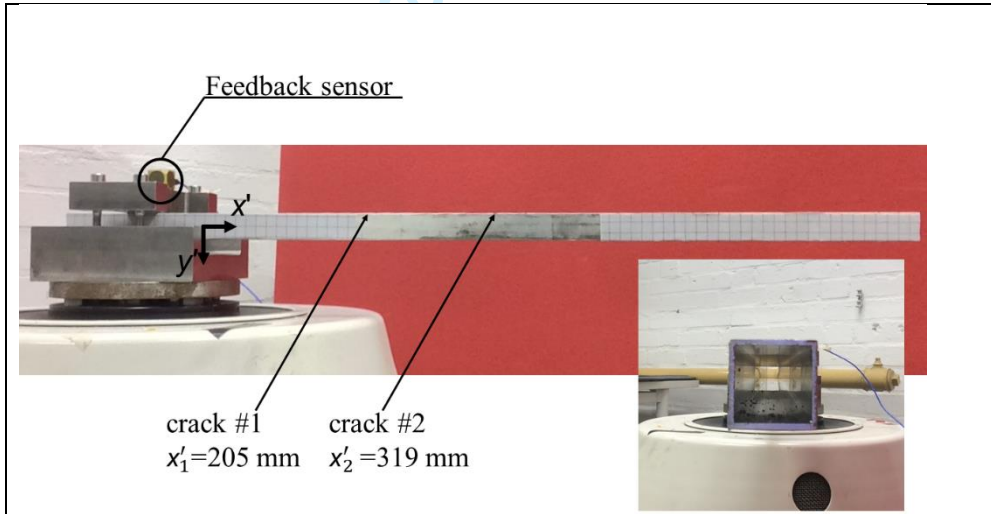 Feedback sensor
x'
y'
crack #1
x′₁=205 mm
crack #2
x′₂ =319 mm